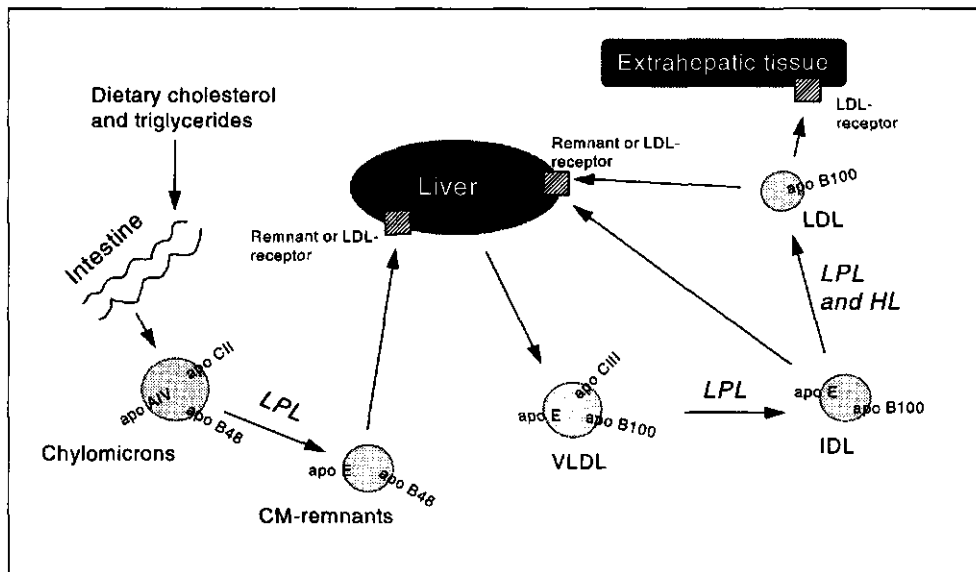 Extrahepatic tissue
Dietary cholesterol
and triglycerides
LDL-
receptor
Remnant or LDL-
receptor
Liver
apo B100
LDL
Intestine
Remnant or LDL-
receptor
LPL
and HL
apo CII
apo AIV
apo B48
Chylomicrons
LPL
apo E
apo B48
CM-remnants
apo CIII
apo E
apo B100
VLDL
LPL
apo E
apo B100
IDL